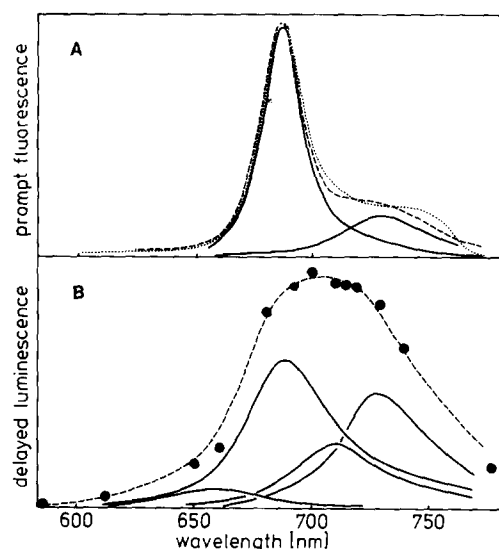 A
prompt fluorescence
B
delayed luminescence
600 650 700 750
wavelength [nm]